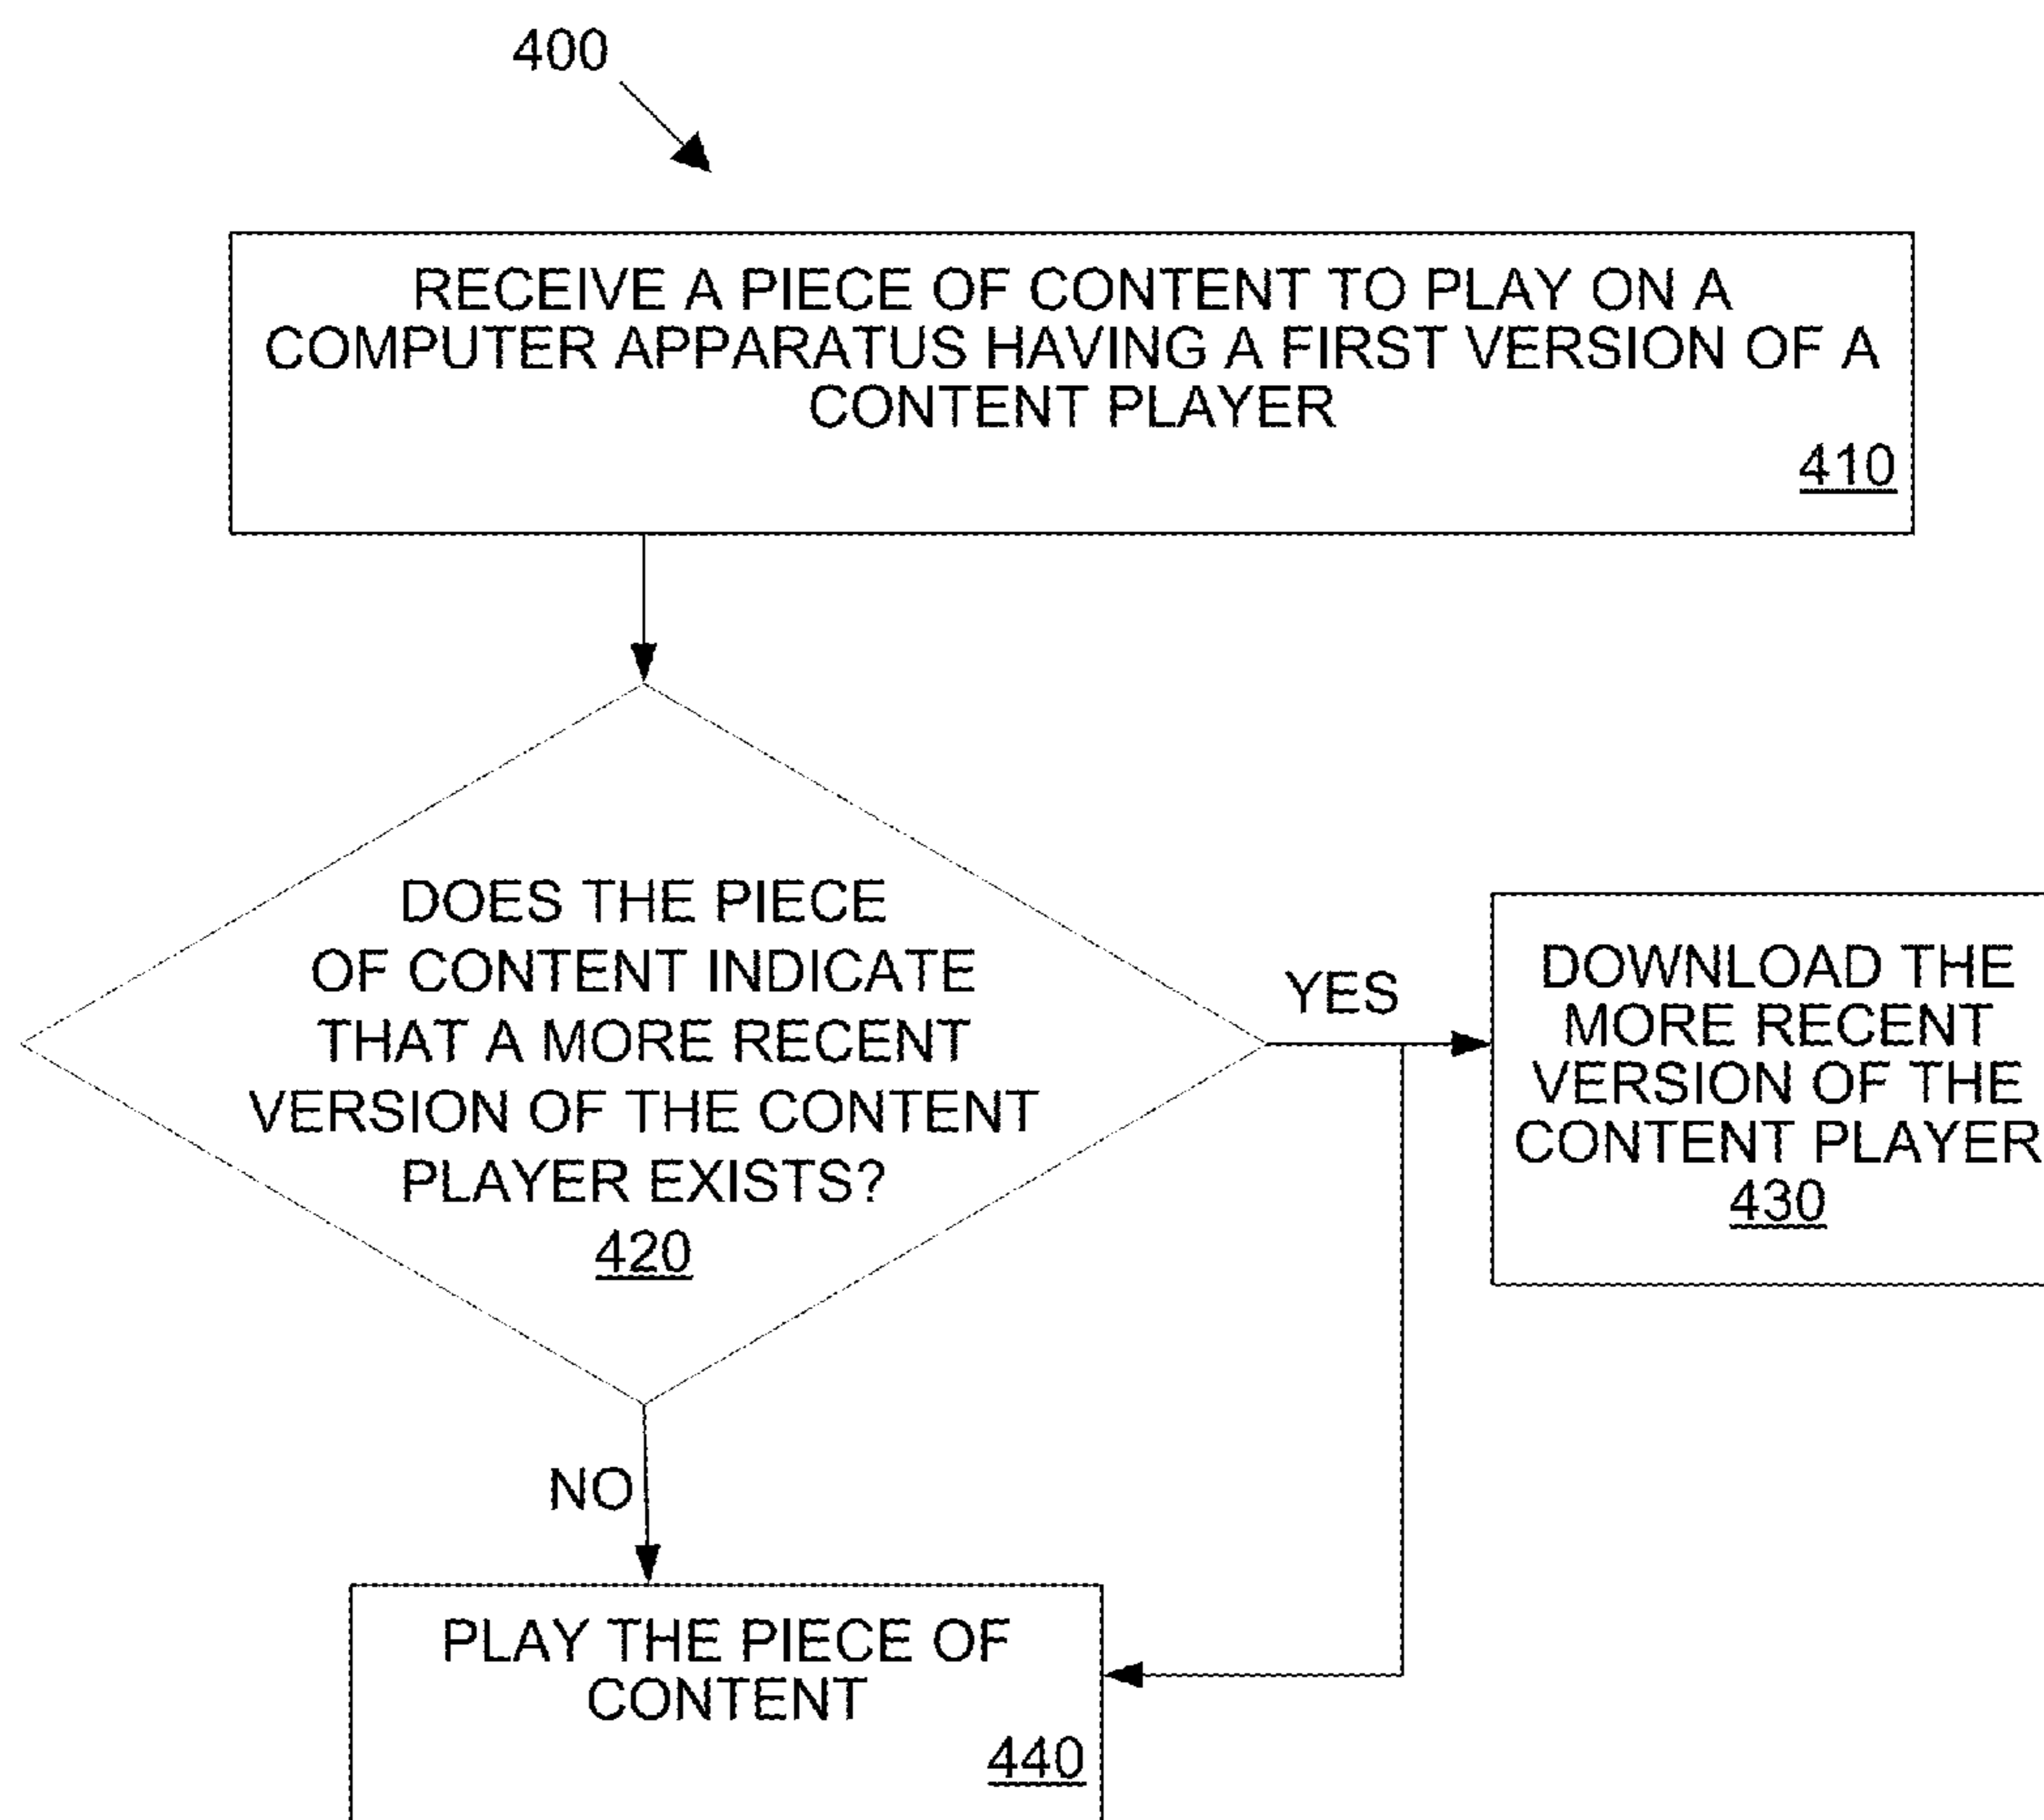 400
RECEIVE A PIECE OF CONTENT TO PLAY ON A
COMPUTER APPARATUS HAVING A FIRST VERSION OF A
CONTENT PLAYER
410
DOES THE PIECE
OF CONTENT INDICATE
THAT A MORE RECENT
VERSION OF THE CONTENT
PLAYER EXISTS?
420
YES
DOWNLOAD THE
MORE RECENT
VERSION OF THE
CONTENT PLAYER
430
NO
PLAY THE PIECE OF
CONTENT
440